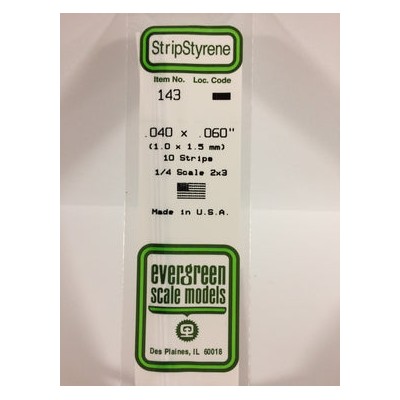 StripStyrene
Item No. Loc. Code
143
.040 x .060"
(1.0 x 1.5 mm)
10 Strips
1/4 Scale 2x3
Made in U.S.A.
evergreen
scale models
Des Plaines, IL 60018